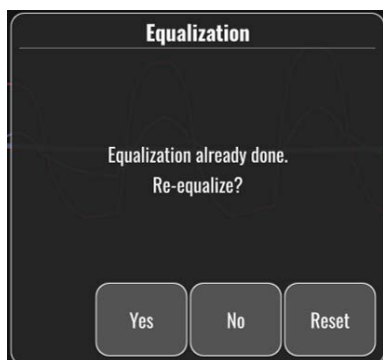 Equalization
Equalization already done.
Re-equalize?
Yes
No
Reset